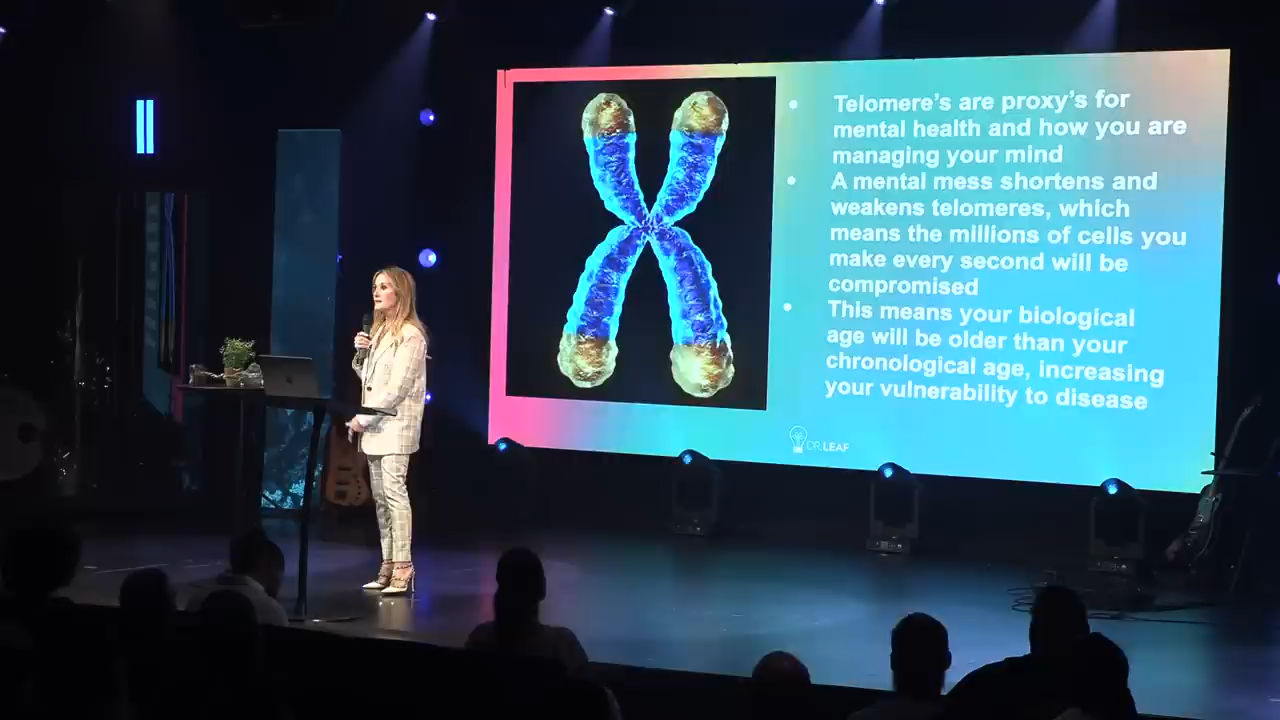 • Telomere's are proxy's for
mental health and how you are
managing your mind
• A mental mess shortens and
weakens telomeres, which
means the millions of cells you
make every second will be
compromised
• This means your biological
age will be older than your
chronological age, increasing
your vulnerability to disease
DR.LEAF